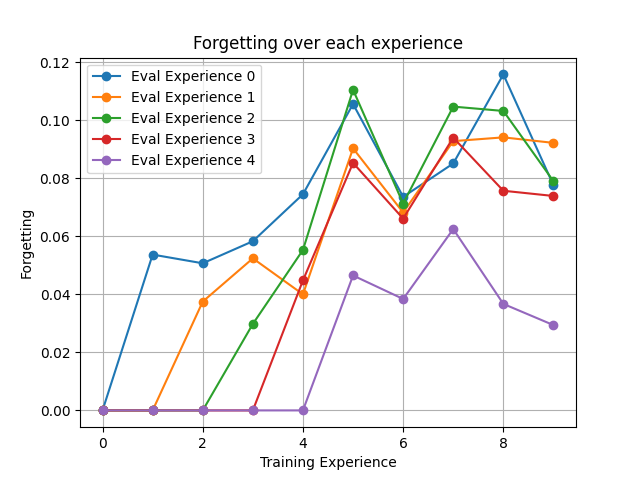 Forgetting over each experience
Eval Experience 0
Eval Experience 1
Eval Experience 2
Eval Experience 3
Eval Experience 4
0.12
0.10
0.08
0.06
0.04
0.02
0.00
Forgetting
0 2 4 6 8
Training Experience